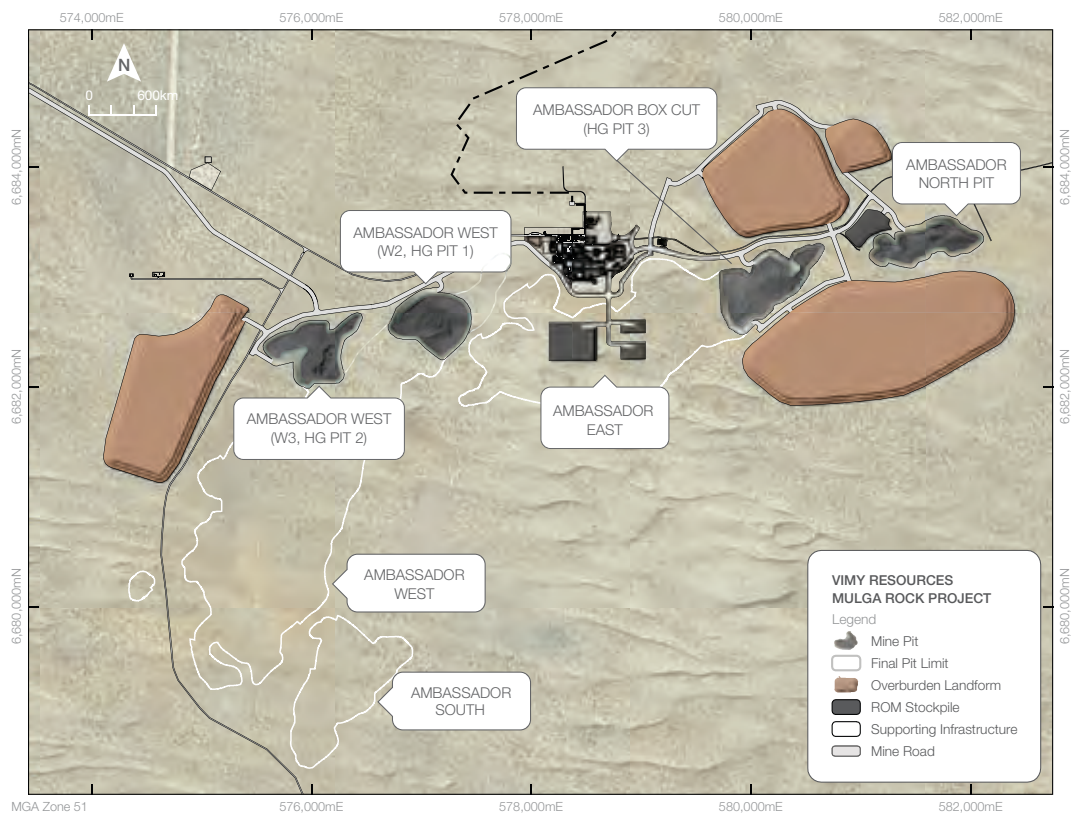 574,000mE
576,000mE
578,000mE
580,000mE
582,000mE
N
0
600km
AMBASSADOR BOX CUT
(HG PIT 3)
6,684,000mN
6,684,000mN
AMBASSADOR
NORTH PIT
AMBASSADOR WEST
(W2, HG PIT 1)
6,682,000mN
6,682,000mN
AMBASSADOR WEST
(W3, HG PIT 2)
AMBASSADOR
EAST
AMBASSADOR
WEST
6,680,000mN
6,680,000mN
AMBASSADOR
SOUTH
VIMY RESOURCES
MULGA ROCK PROJECT
Legend
Mine Pit
Final Pit Limit
Overburden Landform
ROM Stockpile
Supporting Infrastructure
Mine Road
MGA Zone 51
576,000mE
578,000mE
580,000mE
582,000mE